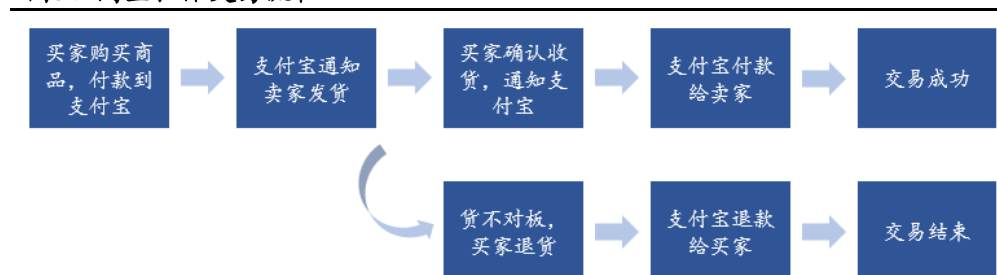 买家购买商
品，付款到
支付宝
支付宝通知
卖家发货
买家确认收
货，通知支
付宝
支付宝付款
给卖家
交易成功
货不对板，
买家退货
支付宝退款
给买家
交易结束